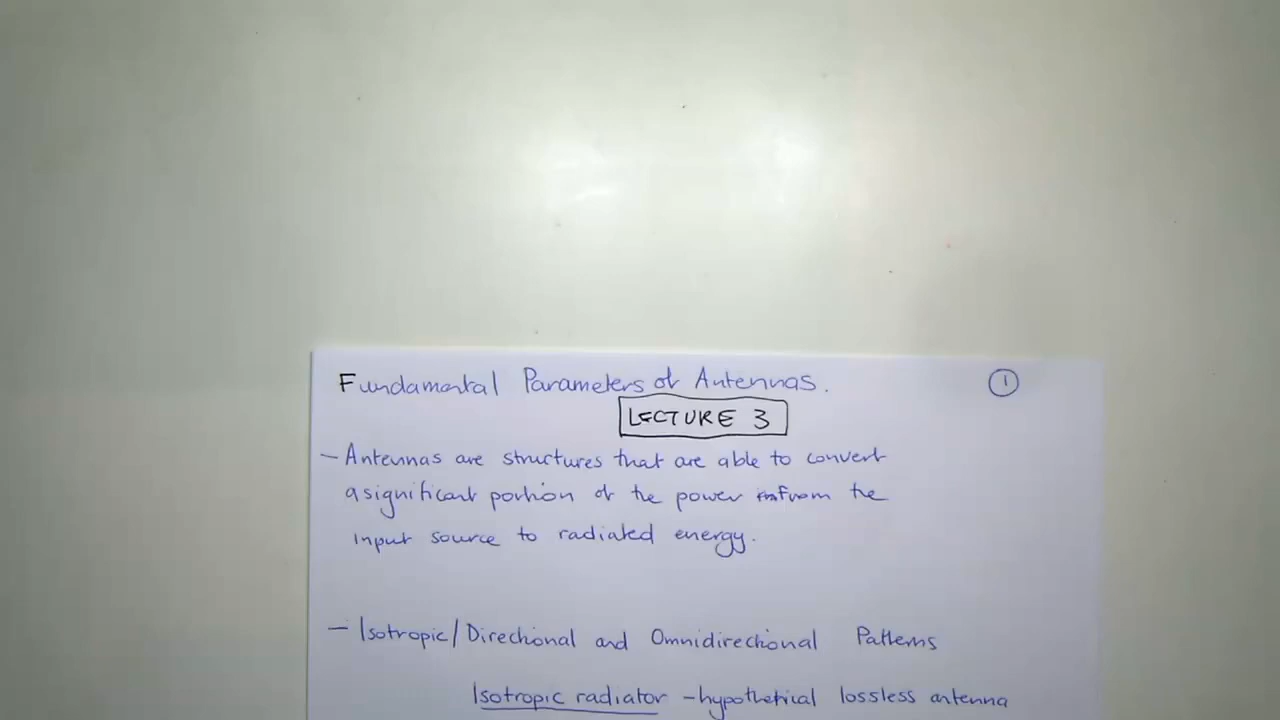 Fundamental Parameters of Antennas.
1
LECTURE 3
- Antennas are structures that are able to convert
a significant portion of the power from the
input source to radiated energy.
- Isotropic/Directional and Omnidirectional Patterns
Isotropic radiator - hypothetical lossless antenna